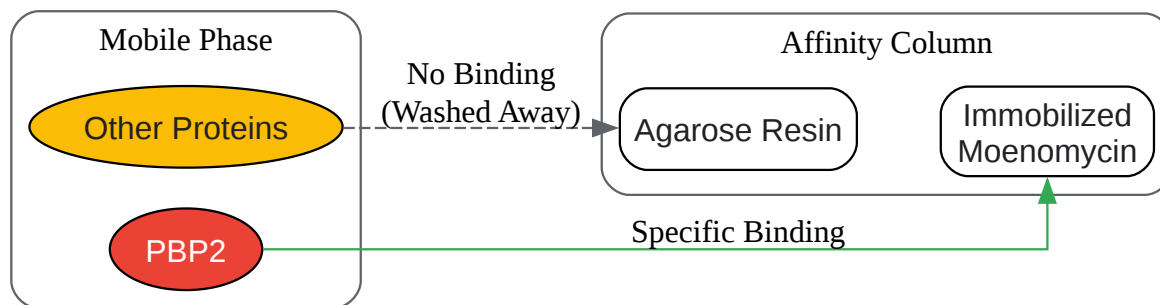 Mobile Phase
Other Proteins
PBP2
No Binding
(Washed Away)
Specific Binding
Affinity Column
Agarose Resin
Immobilized
Moenomycin